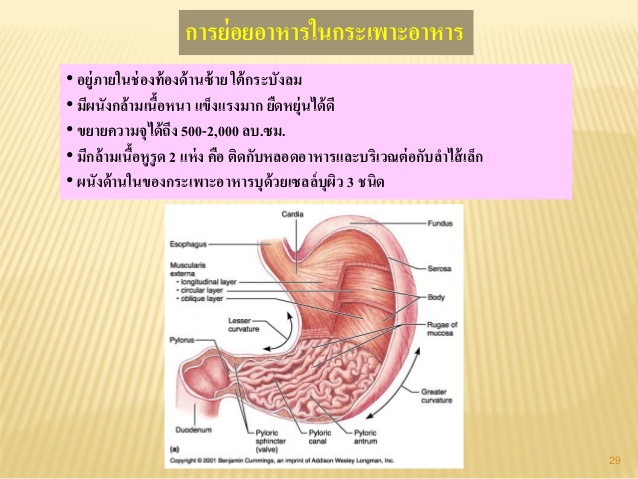 การย่อยอาหารในกระเพาะอาหาร
• อยู่ภายในช่องท้องด้านซ้าย ใต้กระบังลม
• มีผนังกล้ามเนื้อหนา แข็งแรงมาก ยืดหยุ่นได้ดี
• ขยายความจุได้ถึง 500-2,000 ลบ.ซม.
• มีกล้ามเนื้อหูรูด 2 แห่ง คือ ติดกับหลอดอาหารและบริเวณต่อกับลำไส้เล็ก
• ผนังด้านในของกระเพาะอาหารบุด้วยเซลล์บุผิว 3 ชนิด
Cardia
Fundus
Esophagus
Muscularis
externa
• longitudinal layer
• circular layer
• oblique layer
Serosa
Body
Lesser
curvature
Rugae of
mucosa
Pylorus
Greater
curvature
Duodenum
Pyloric
sphincter
(valve)
Pyloric
canal
Pyloric
antrum
(a)
Copyright © 2001 Benjamin Cummings, an imprint of Addison Wesley Longman, Inc.
29